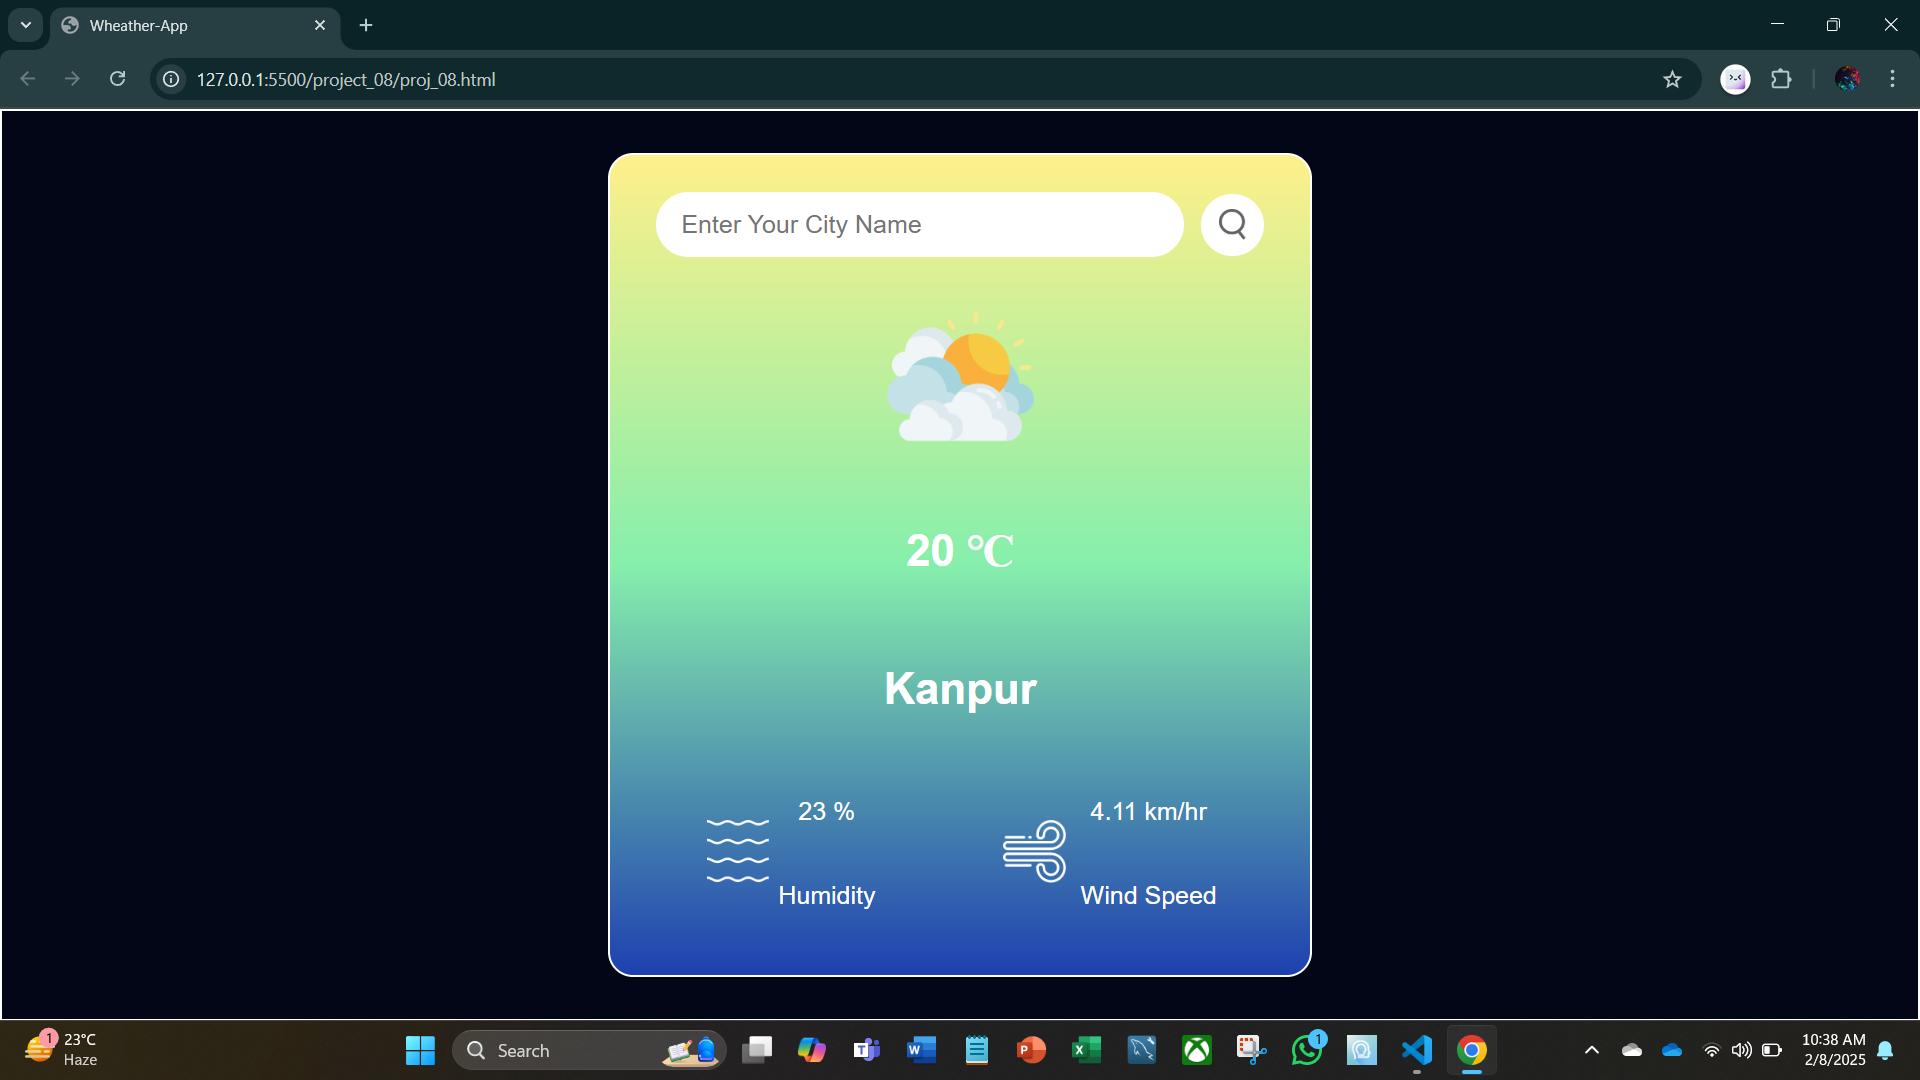 Wheather-App
127.0.0.1:5500/project_08/proj_08.html
Enter Your City Name
20 °C
Kanpur
23 %
Humidity
4.11 km/hr
Wind Speed
1
23°C
Haze
Search
1
10:38 AM
2/8/2025